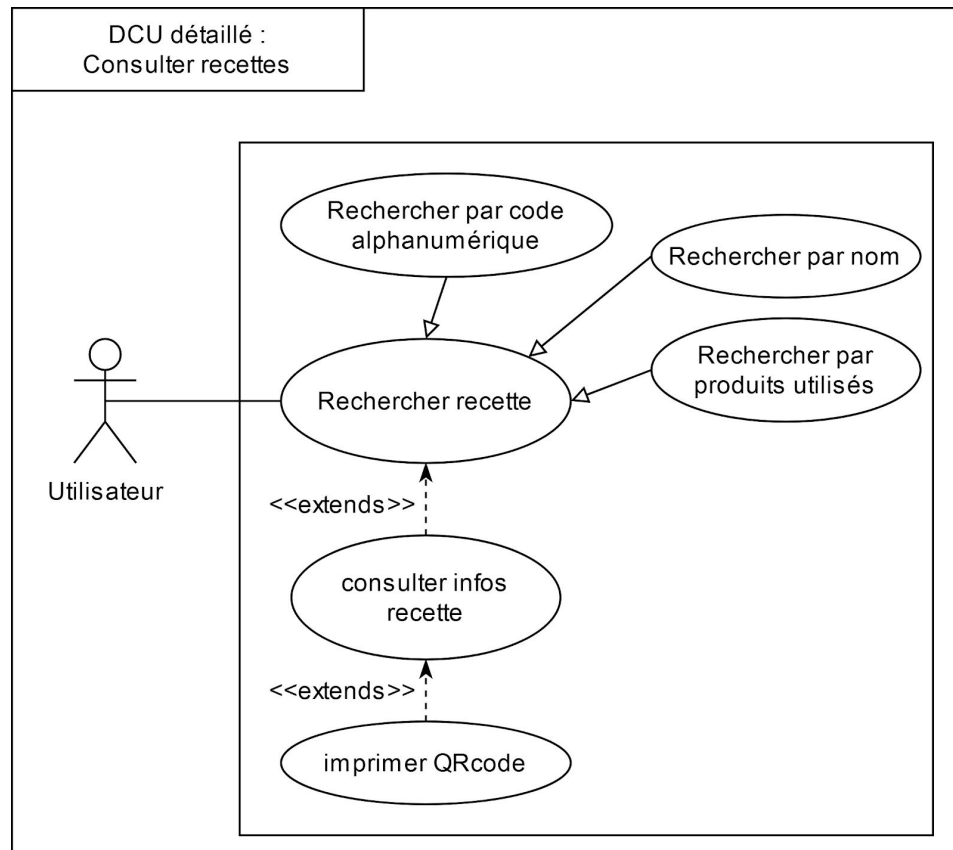 DCU détaillé :
Consulter recettes
Rechercher par code
alphanumérique
Rechercher par nom
Rechercher par
produits utilisés
Rechercher recette
Utilisateur
<<extends>>
consulter infos
recette
<<extends>>
imprimer QRcode